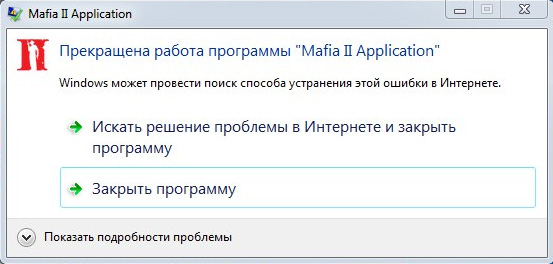 Mafia II Application
Прекращена работа программы "Mafia II Application"
Windows может провести поиск способа устранения этой ошибки в Интернете.
Искать решение проблемы в Интернете и закрыть
программу
Закрыть программу
Показать подробности проблемы